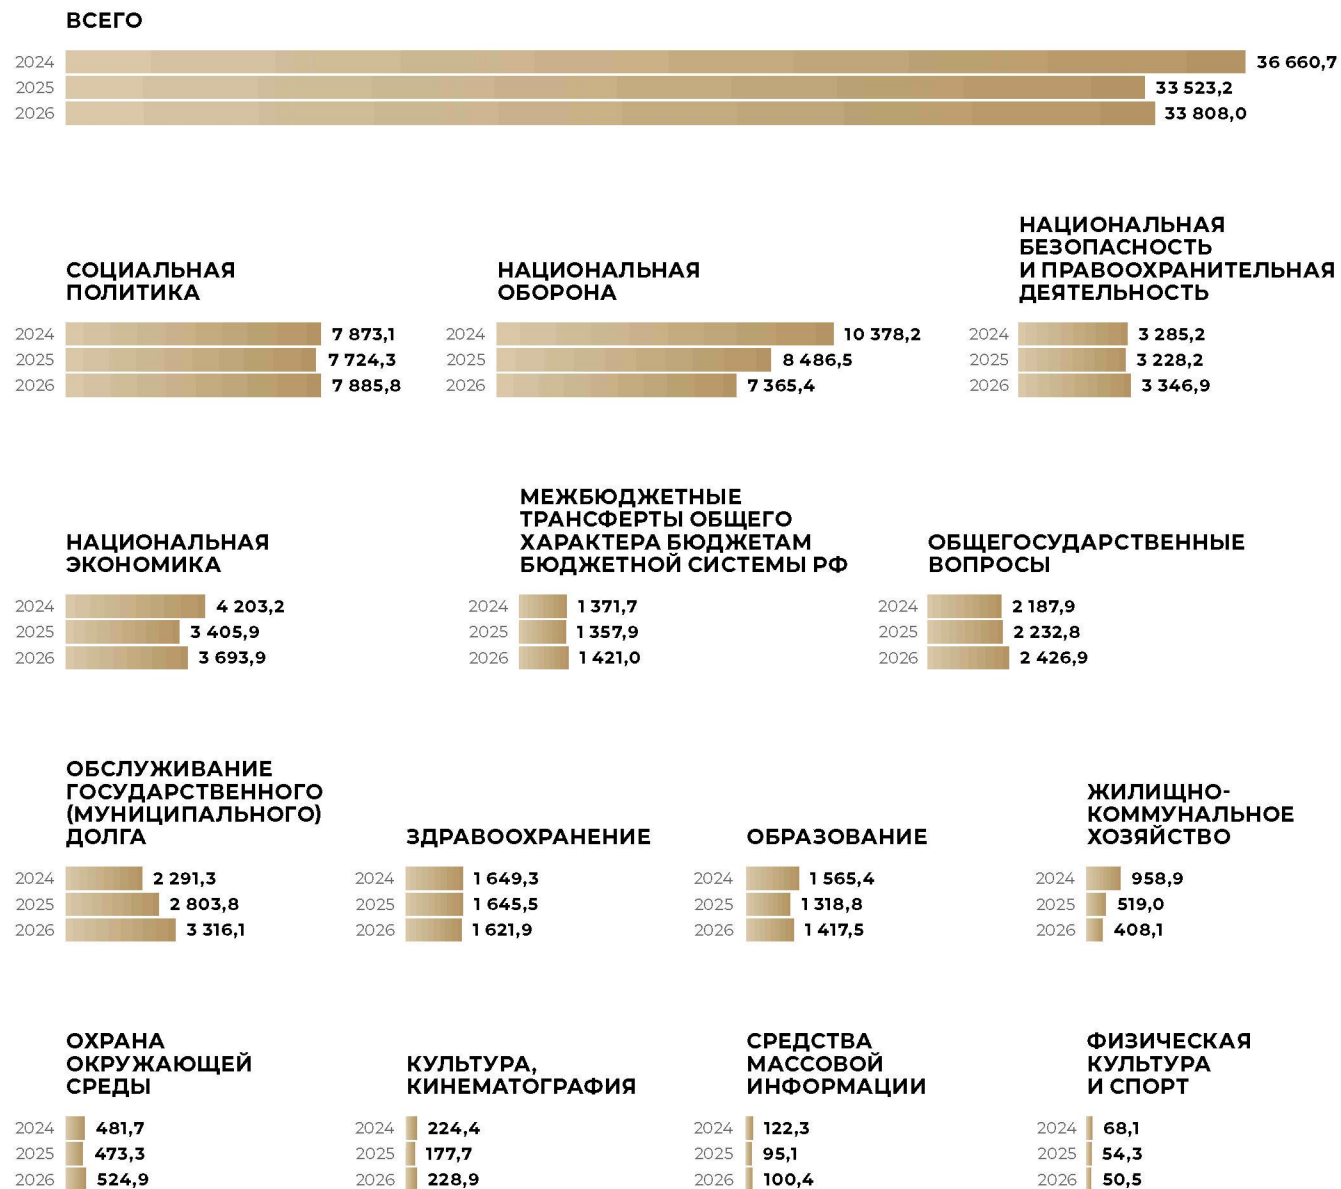 ВСЕГО
2024 36 660,7
2025 33 523,2
2026 33 808,0
СОЦИАЛЬНАЯ
ПОЛИТИКА
2024 7 873,1
2025 7 724,3
2026 7 885,8
НАЦИОНАЛЬНАЯ
ОБОРОНА
2024 10 378,2
2025 8 486,5
2026 7 365,4
НАЦИОНАЛЬНАЯ
БЕЗОПАСНОСТЬ
И ПРАВООХРАНИТЕЛЬНАЯ
ДЕЯТЕЛЬНОСТЬ
2024 3 285,2
2025 3 228,2
2026 3 346,9
НАЦИОНАЛЬНАЯ
ЭКОНОМИКА
2024 4 203,2
2025 3 405,9
2026 3 693,9
МЕЖБЮДЖЕТНЫЕ
ТРАНСФЕРТЫ ОБЩЕГО
ХАРАКТЕРА БЮДЖЕТАМ
БЮДЖЕТНОЙ СИСТЕМЫ РФ
2024 1 371,7
2025 1 357,9
2026 1 421,0
ОБЩЕГОСУДАРСТВЕННЫЕ
ВОПРОСЫ
2024 2 187,9
2025 2 232,8
2026 2 426,9
ОБСЛУЖИВАНИЕ
ГОСУДАРСТВЕННОГО
(МУНИЦИПАЛЬНОГО)
ДОЛГА
2024 2 291,3
2025 2 803,8
2026 3 316,1
ЗДРАВООХРАНЕНИЕ
2024 1 649,3
2025 1 645,5
2026 1 621,9
ОБРАЗОВАНИЕ
2024 1 565,4
2025 1 318,8
2026 1 417,5
ЖИЛИЩНО-
КОММУНАЛЬНОЕ
ХОЗЯЙСТВО
2024 958,9
2025 519,0
2026 408,1
ОХРАНА
ОКРУЖАЮЩЕЙ
СРЕДЫ
2024 481,7
2025 473,3
2026 524,9
КУЛЬТУРА,
КИНЕМАТОГРАФИЯ
2024 224,4
2025 177,7
2026 228,9
СРЕДСТВА
МАССОВОЙ
ИНФОРМАЦИИ
2024 122,3
2025 95,1
2026 100,4
ФИЗИЧЕСКАЯ
КУЛЬТУРА
И СПОРТ
2024 68,1
2025 54,3
2026 50,5